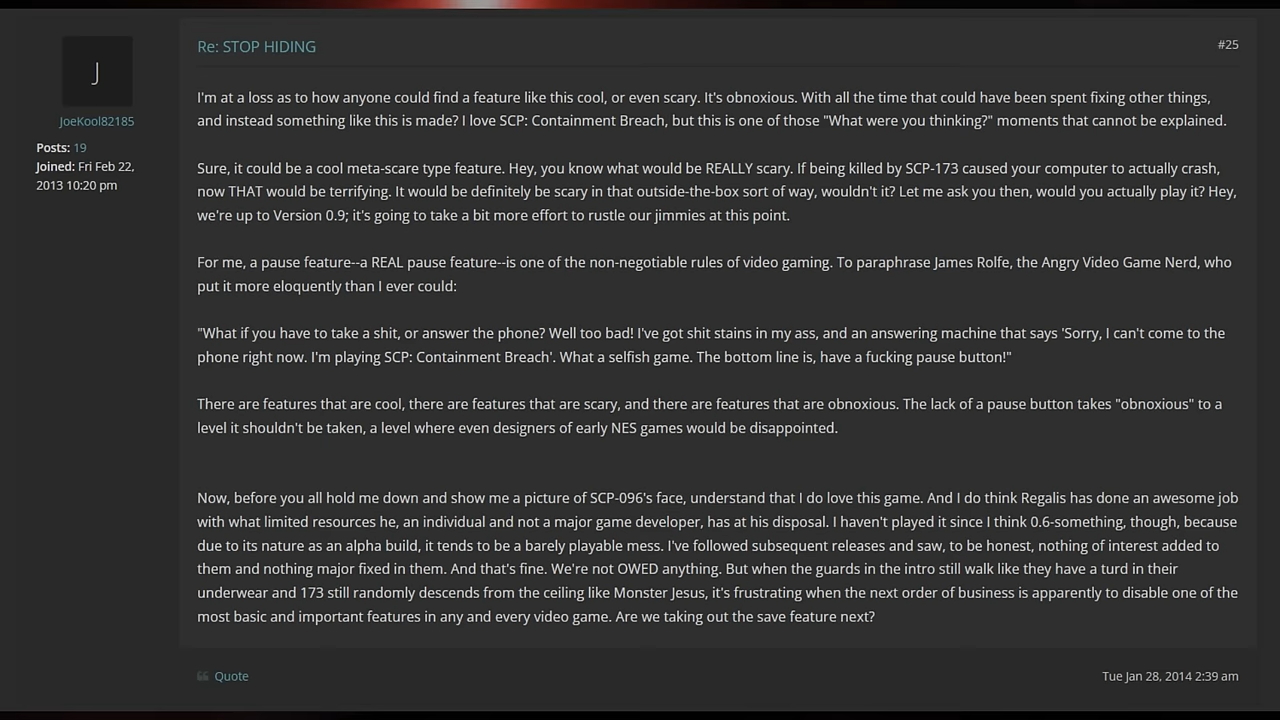 Re: STOP HIDING
#25
J
JoeKool82185
Posts: 19
Joined: Fri Feb 22,
2013 10:20 pm
I'm at a loss as to how anyone could find a feature like this cool, or even scary. It's obnoxious. With all the time that could have been spent fixing other things,
and instead something like this is made? I love SCP: Containment Breach, but this is one of those "What were you thinking?" moments that cannot be explained.
Sure, it could be a cool meta-scare type feature. Hey, you know what would be REALLY scary. If being killed by SCP-173 caused your computer to actually crash,
now THAT would be terrifying. It would be definitely be scary in that outside-the-box sort of way, wouldn't it? Let me ask you then, would you actually play it? Hey,
we're up to Version 0.9; it's going to take a bit more effort to rustle our jimmies at this point.
For me, a pause feature--a REAL pause feature--is one of the non-negotiable rules of video gaming. To paraphrase James Rolfe, the Angry Video Game Nerd, who
put it more eloquently than I ever could:
"What if you have to take a shit, or answer the phone? Well too bad! I've got shit stains in my ass, and an answering machine that says 'Sorry, I can't come to the
phone right now. I'm playing SCP: Containment Breach'. What a selfish game. The bottom line is, have a fucking pause button!"
There are features that are cool, there are features that are scary, and there are features that are obnoxious. The lack of a pause button takes "obnoxious" to a
level it shouldn't be taken, a level where even designers of early NES games would be disappointed.
Now, before you all hold me down and show me a picture of SCP-096's face, understand that I do love this game. And I do think Regalis has done an awesome job
with what limited resources he, an individual and not a major game developer, has at his disposal. I haven't played it since I think 0.6-something, though, because
due to its nature as an alpha build, it tends to be a barely playable mess. I've followed subsequent releases and saw, to be honest, nothing of interest added to
them and nothing major fixed in them. And that's fine. We're not OWED anything. But when the guards in the intro still walk like they have a turd in their
underwear and 173 still randomly descends from the ceiling like Monster Jesus, it's frustrating when the next order of business is apparently to disable one of the
most basic and important features in any and every video game. Are we taking out the save feature next?
Quote
Tue Jan 28, 2014 2:39 am